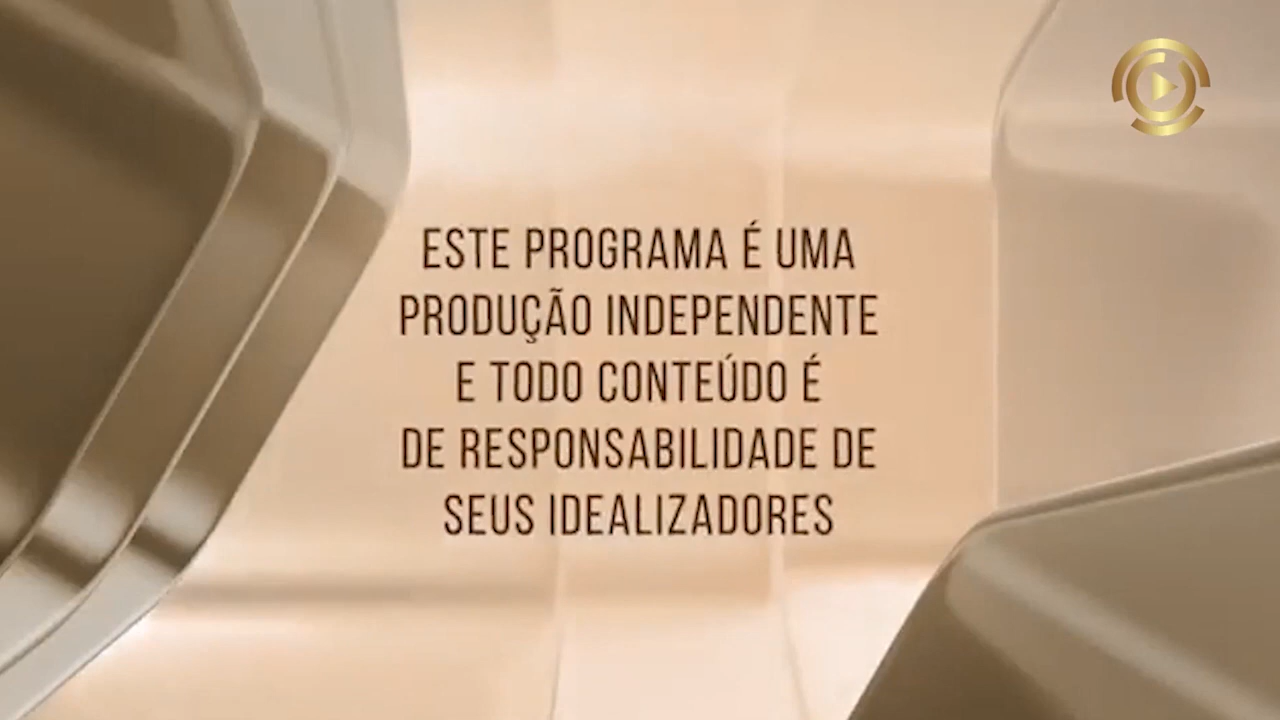 ESTE PROGRAMA É UMA
PRODUÇÃO INDEPENDENTE
E TODO CONTEÚDO É
DE RESPONSABILIDADE DE
SEUS IDEALIZADORES